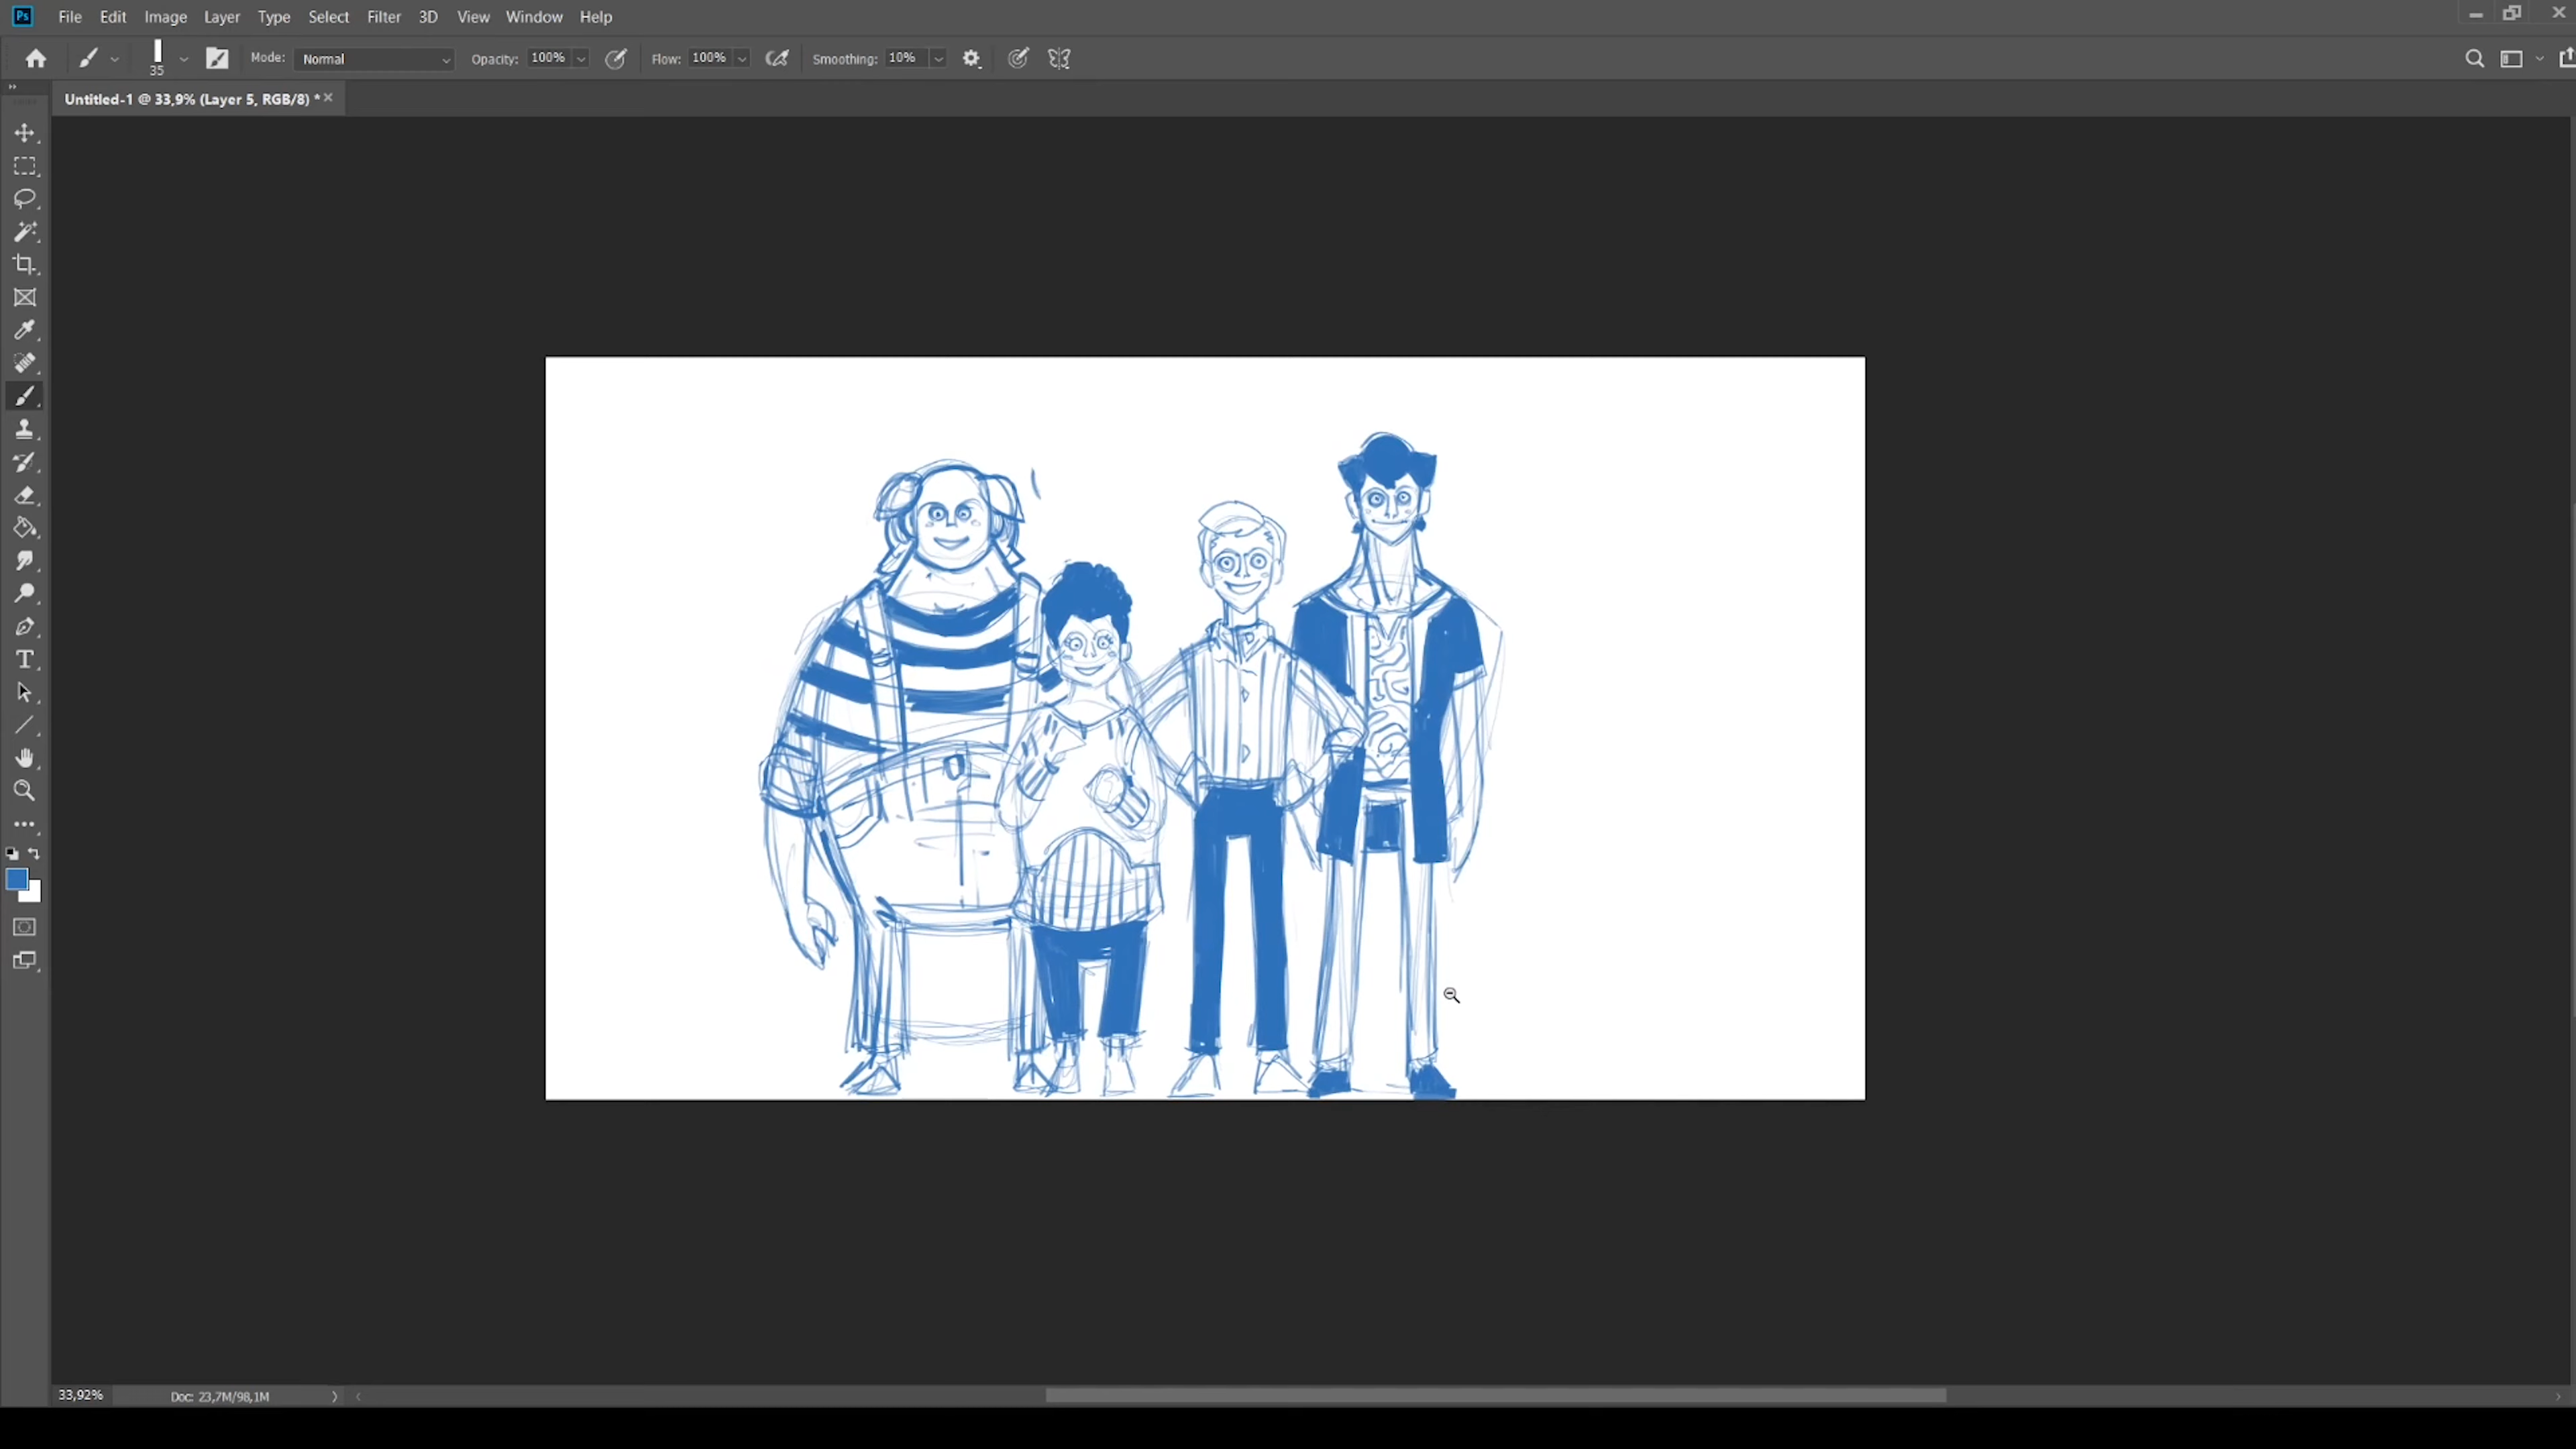 Ps File Edit Image Layer Type Select Filter 3D View Window Help
35 Mode: Normal Opacity: 100% Flow: 100% Smoothing: 10%
Untitled-1 @ 33,9% (Layer 5, RGB/8) *
33,92% Doc: 23,7M/98,1M